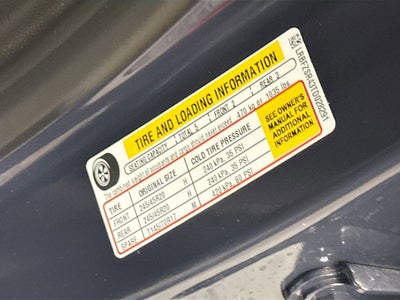 TIRE AND LOADING INFORMATION
SEATING CAPACITY TOTAL 5 FRONT 2 REAR 3
The combined weight of occupants and cargo should never exceed 470 kg or 1035 lbs.
TIRE ORIGINAL SIZE COLD TIRE PRESSURE
FRONT 245/45R20 H 240 kPa, 35 PSI
REAR 245/45R20 H 240 kPa, 35 PSI
SPARE T145/72R17 M 420 kPa, 60 PSI
SEE OWNER'S
MANUAL FOR
ADDITIONAL
INFORMATION